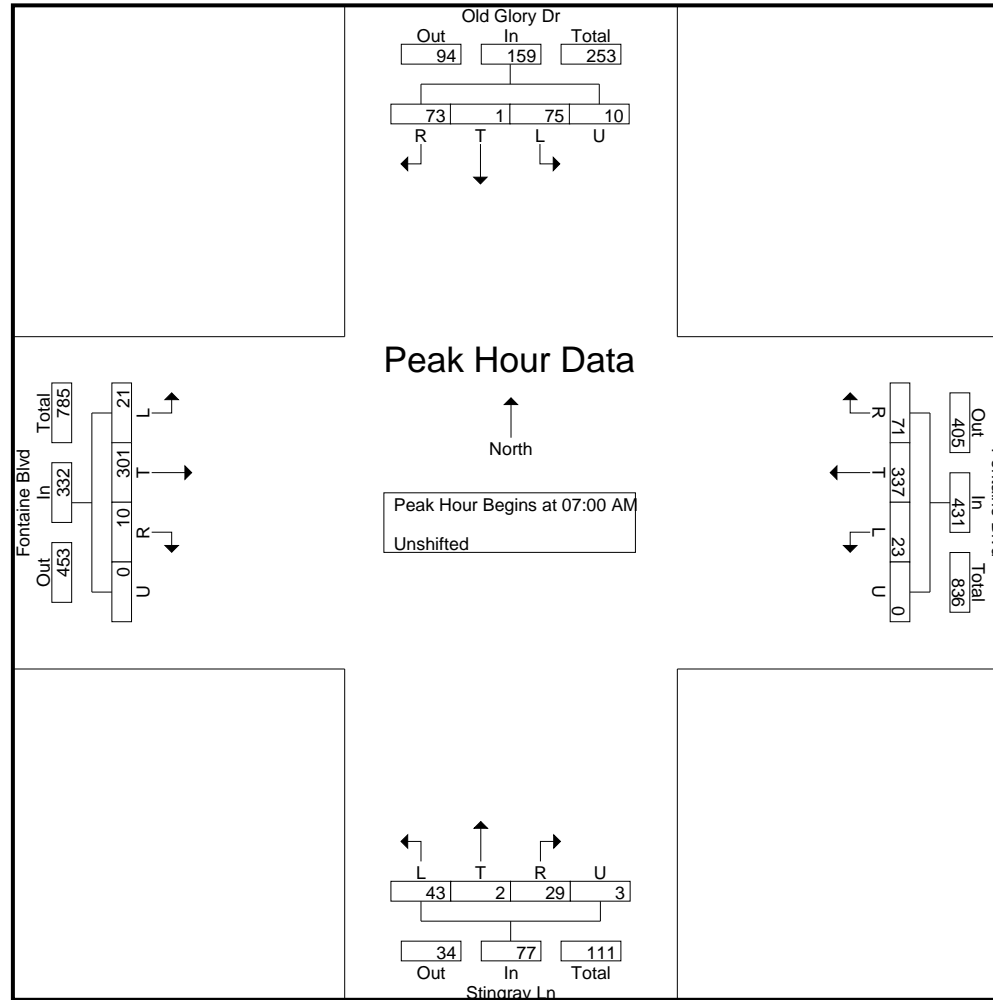 Old Glory Dr
Out In Total
94 159 253
73 1 75 10
R T L U
Peak Hour Data
North
Peak Hour Begins at 07:00 AM
Unshifted
Fontaine Blvd
Total In Out
785 332 453
21 301 10 0
L T R U
Out In Total
405 431 836
71 337 23 0
R T L U
L T R U
43 2 29 3
34 77 111
Out In Total
Stingray Ln